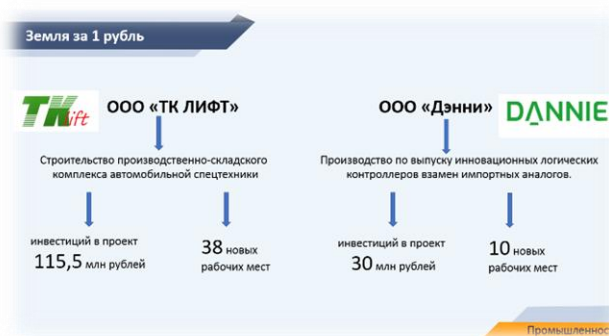 Земля за 1 рубль
TKlift
ООО «ТК ЛИФТ»
Строительство производственно-складского
комплекса автомобильной спецтехники
инвестиций в проект
115,5 млн рублей
38 новых
рабочих мест
ООО «Дэнни»
DANNIE
Производство по выпуску инновационных логических
контроллеров взамен импортных аналогов.
инвестиций в проект
30 млн рублей
10 новых
рабочих мест
Промышленнос